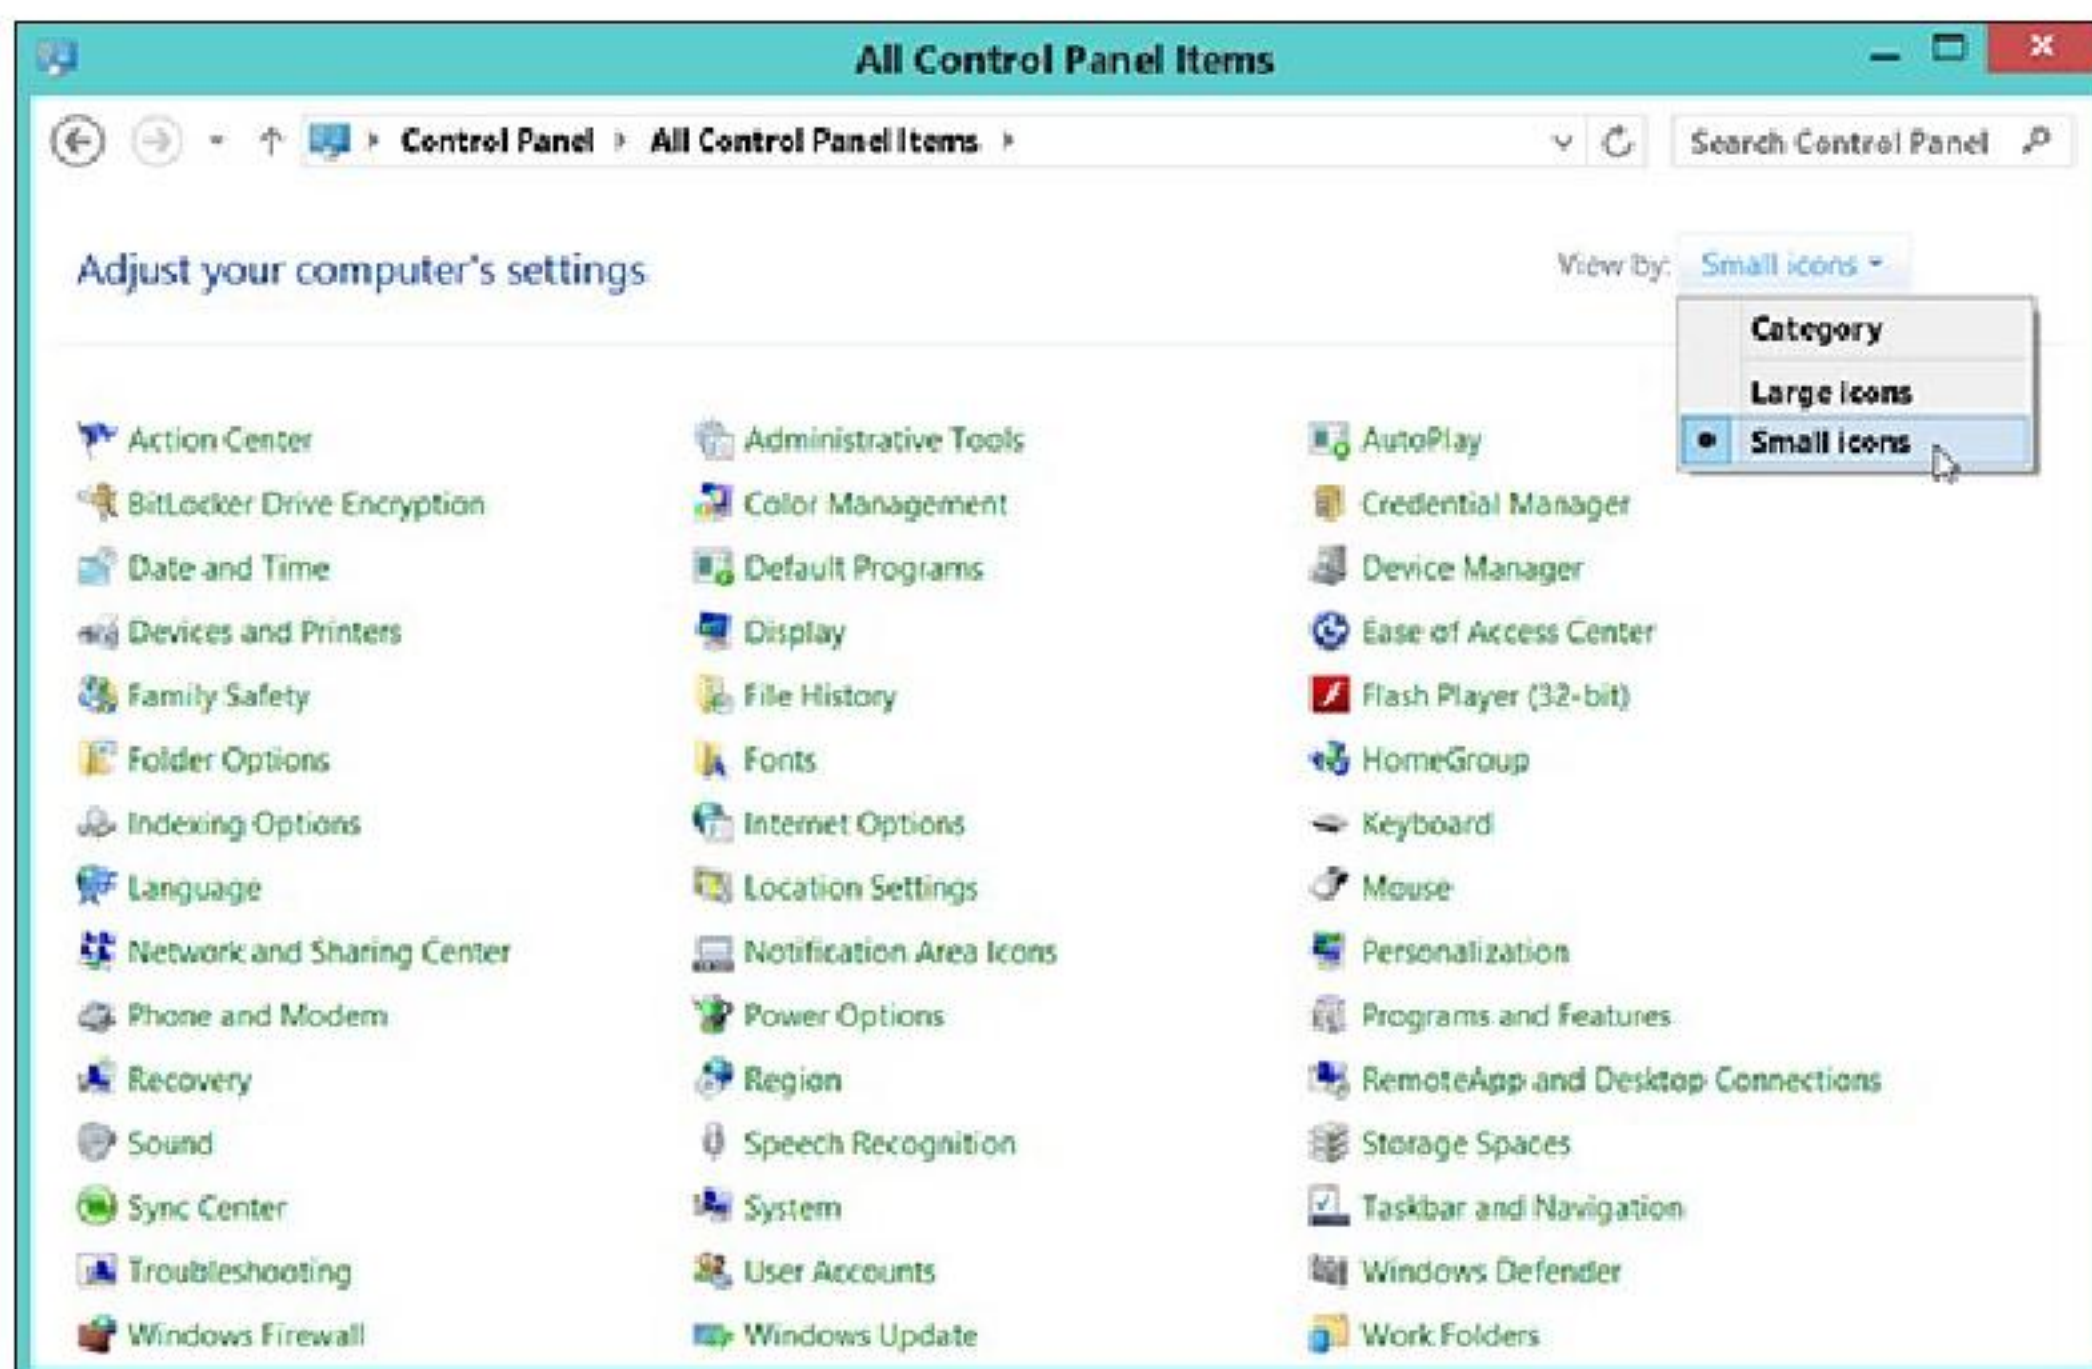 All Control Panel Items
Control Panel All Control Panel Items Search Control Panel
Adjust your computer's settings View by: Small icons
Category
Large icons
Small icons
Action Center Administrative Tools AutoPlay
BitLocker Drive Encryption Color Management Credential Manager
Date and Time Default Programs Device Manager
Devices and Printers Display Ease of Access Center
Family Safety File History Flash Player (32-bit)
Folder Options Fonts HomeGroup
Indexing Options Internet Options Keyboard
Language Location Settings Mouse
Network and Sharing Center Notification Area Icons Personalization
Phone and Modem Power Options Programs and Features
Recovery Region RemoteApp and Desktop Connections
Sound Speech Recognition Storage Spaces
Sync Center System Taskbar and Navigation
Troubleshooting User Accounts Windows Defender
Windows Firewall Windows Update Work Folders